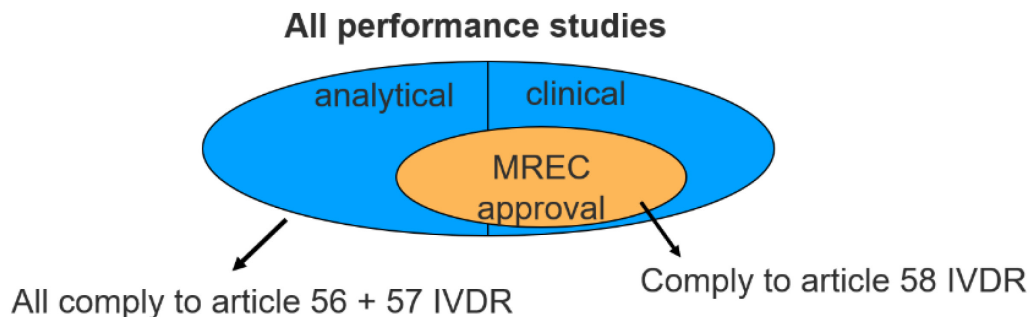 All performance studies
analytical
clinical
MREC
approval
All comply to article 56 + 57 IVDR
Comply to article 58 IVDR